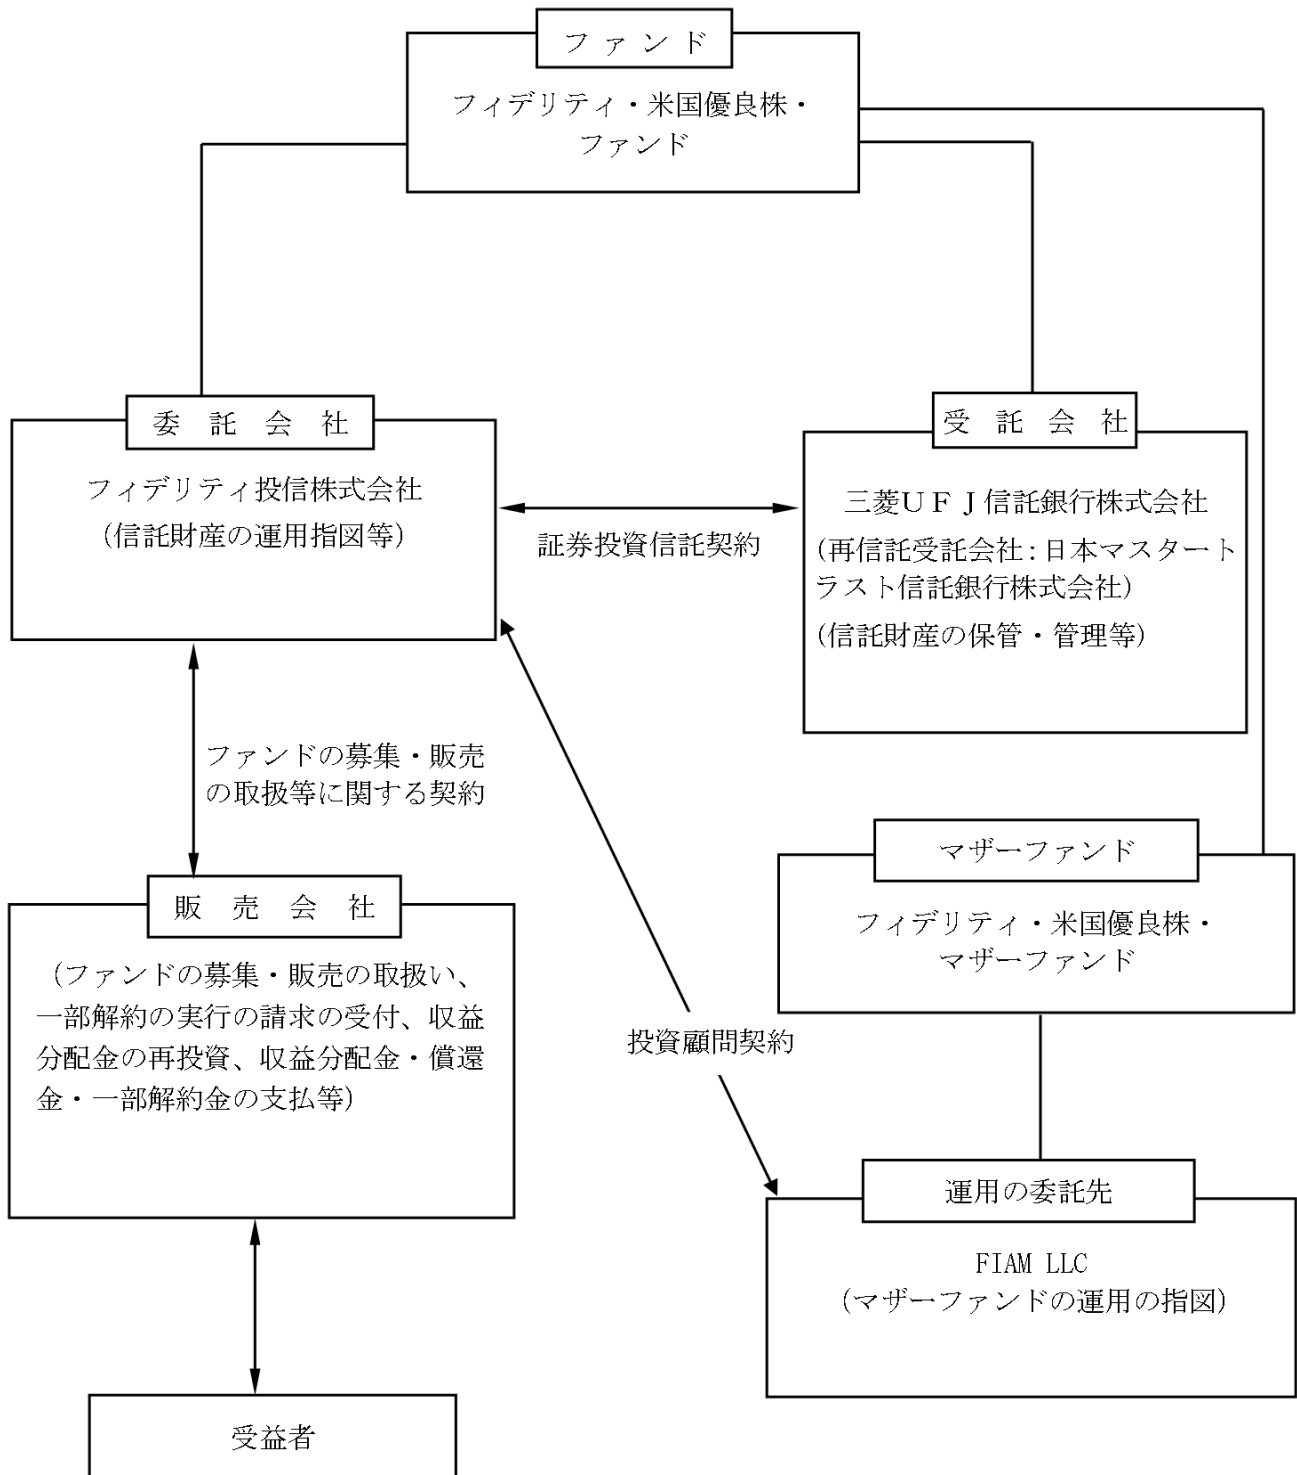 ファンド
フィデリティ・米国優良株・
ファンド
委託会社
フィデリティ投信株式会社
(信託財産の運用指図等)
証券投資信託契約
受託会社
三菱UFJ信託銀行株式会社
(再信託受託会社:日本マスタート
ラスト信託銀行株式会社)
(信託財産の保管・管理等)
ファンドの募集・販売
の取扱等に関する契約
マザーファンド
フィデリティ・米国優良株・
マザーファンド
販売会社
(ファンドの募集・販売の取扱い、
一部解約の実行の請求の受付、収益
分配金の再投資、収益分配金・償還
金・一部解約金の支払等)
投資顧問契約
運用の委託先
FIAM LLC
(マザーファンドの運用の指図)
受益者